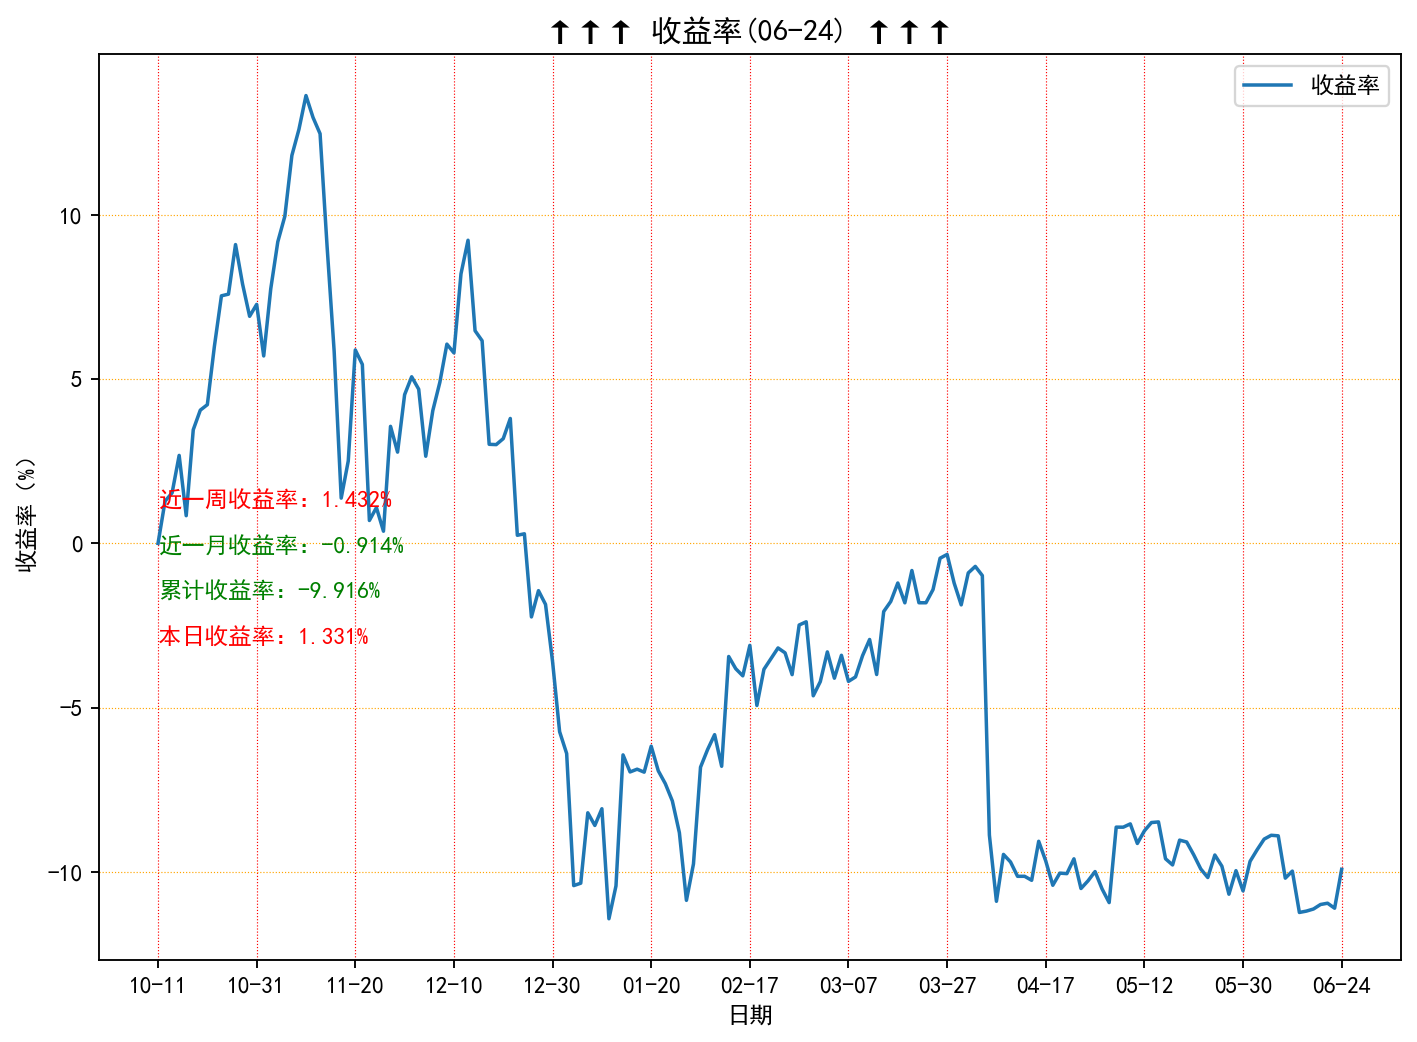 ↑↑↑ 收益率(06-24) ↑↑↑
收益率
10
5
0
-5
-10
收益率 (%)
近一周收益率: 1.432%
近一月收益率: -0.914%
累计收益率: -9.916%
本日收益率: 1.331%
10-11 10-31 11-20 12-10 12-30 01-20 02-17 03-07 03-27 04-17 05-12 05-30 06-24
日期